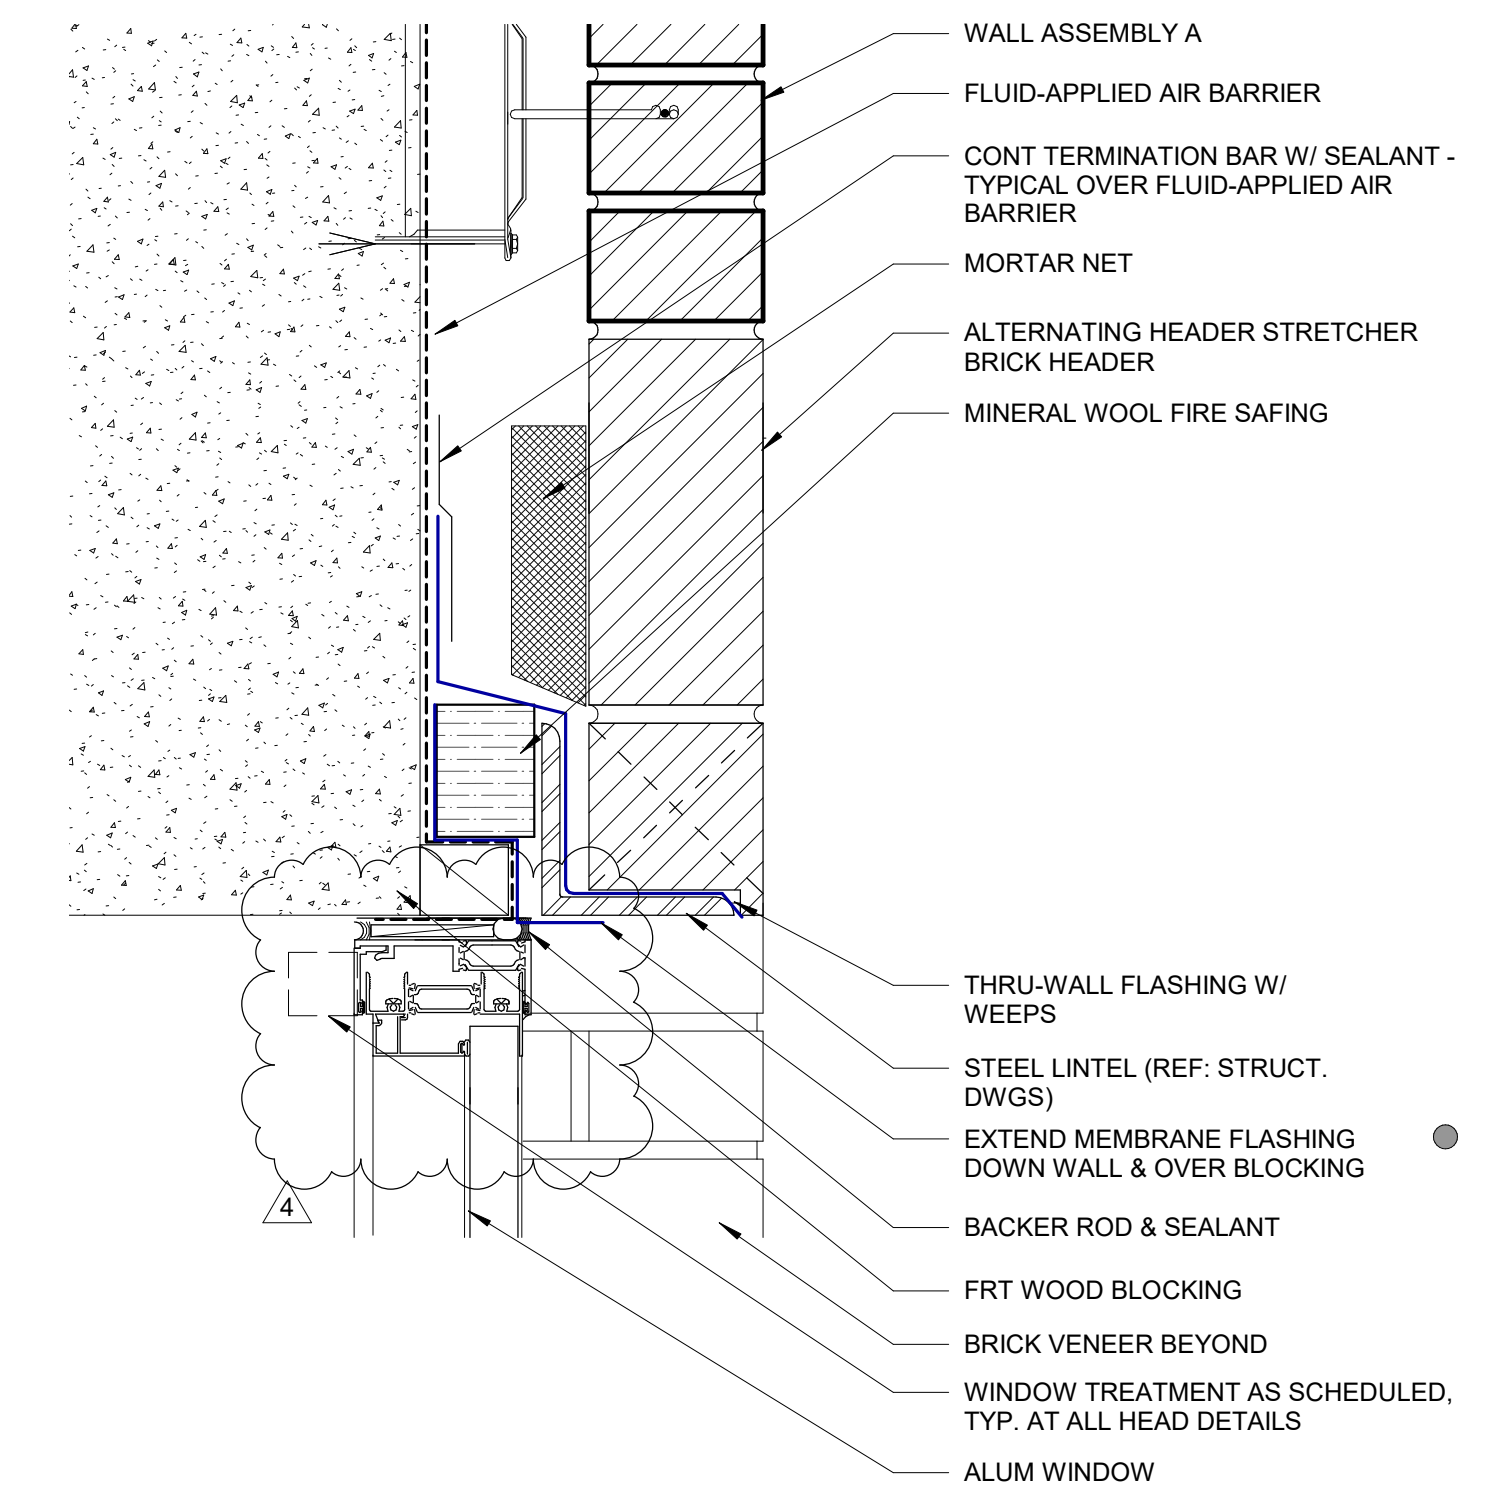 WALL ASSEMBLY A
FLUID-APPLIED AIR BARRIER
CONT TERMINATION BAR W/ SEALANT -
TYPICAL OVER FLUID-APPLIED AIR
BARRIER
MORTAR NET
ALTERNATING HEADER STRETCHER
BRICK HEADER
MINERAL WOOL FIRE SAFING
THRU-WALL FLASHING W/
WEEPS
STEEL LINTEL (REF: STRUCT.
DWGS)
EXTEND MEMBRANE FLASHING
DOWN WALL & OVER BLOCKING
BACKER ROD & SEALANT
FRT WOOD BLOCKING
BRICK VENEER BEYOND
WINDOW TREATMENT AS SCHEDULED,
TYP. AT ALL HEAD DETAILS
ALUM WINDOW
4